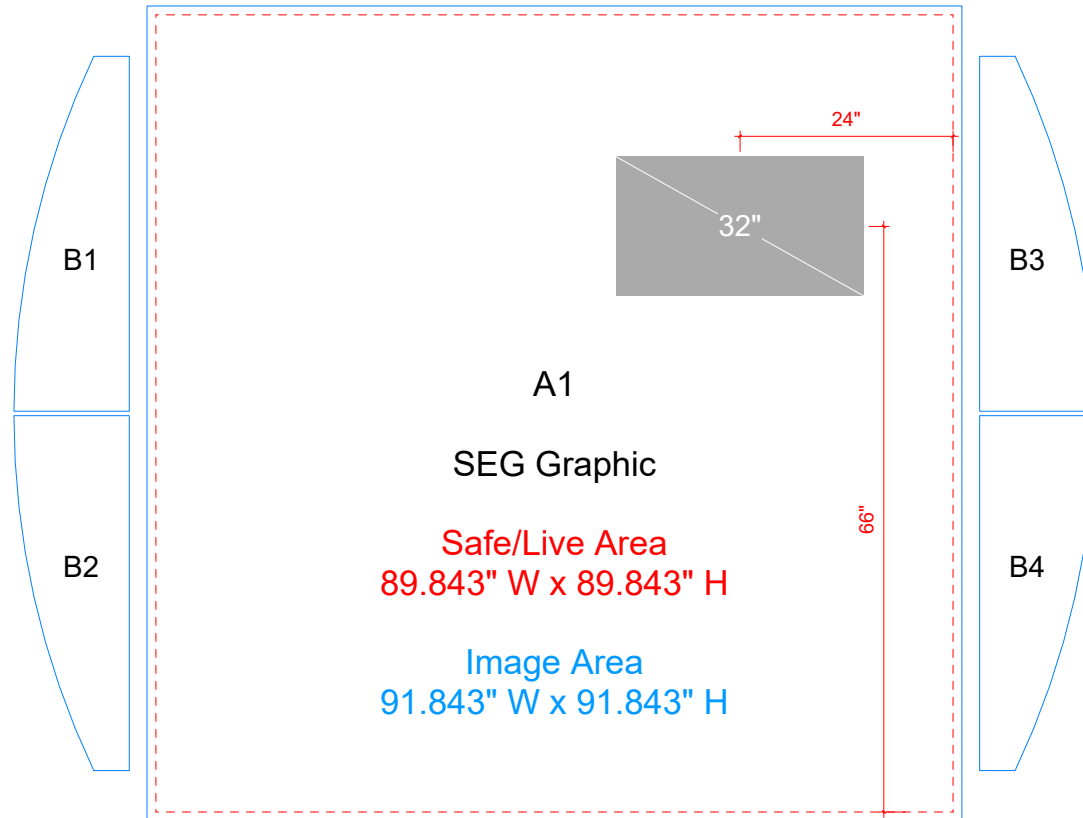 24"
32"
B1
B3
A1
SEG Graphic
66"
Safe/Live Area
89.843" W x 89.843" H
B2
B4
Image Area
91.843" W x 91.843" H